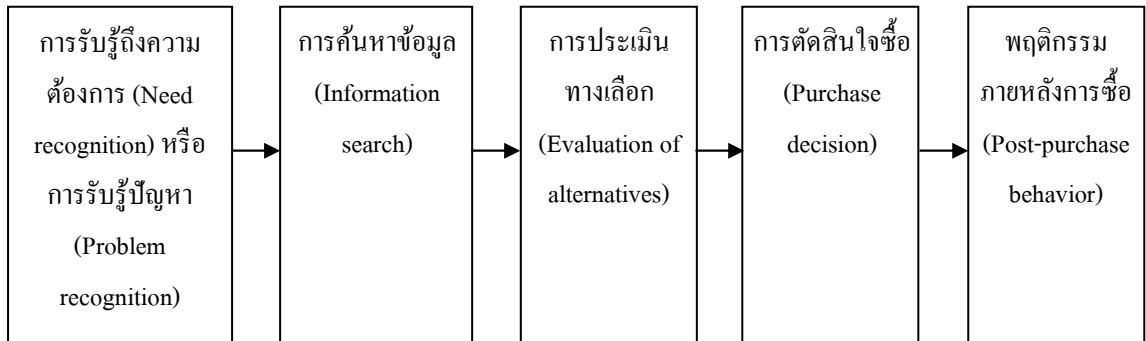 การรับรู้ถึงความ
ต้องการ (Need
recognition) หรือ
การรับรู้ปัญหา
(Problem
recognition)
การค้นหาข้อมูล
(Information
search)
การประเมิน
ทางเลือก
(Evaluation of
alternatives)
การตัดสินใจซื้อ
(Purchase
decision)
พฤติกรรม
ภายหลังการซื้อ
(Post-purchase
behavior)